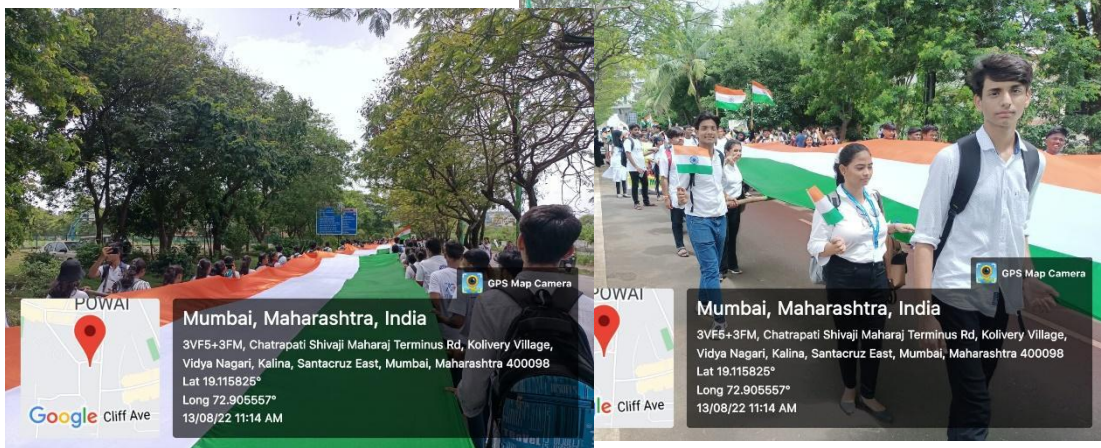 GPS Map Camera
POWAI
Mumbai, Maharashtra, India
3VF5+3FM, Chatrapati Shivaji Maharaj Terminus Rd, Kolivery Village,
Vidya Nagari, Kalina, Santacruz East, Mumbai, Maharashtra 400098
Lat 19.115825°
Long 72.905557°
13/08/22 11:14 AM
Google Cliff Ave
GPS Map Camera
POWAI
Mumbai, Maharashtra, India
3VF5+3FM, Chatrapati Shivaji Maharaj Terminus Rd, Kolivery Village,
Vidya Nagari, Kalina, Santacruz East, Mumbai, Maharashtra 400098
Lat 19.115825°
Long 72.905557°
13/08/22 11:14 AM
le Cliff Ave